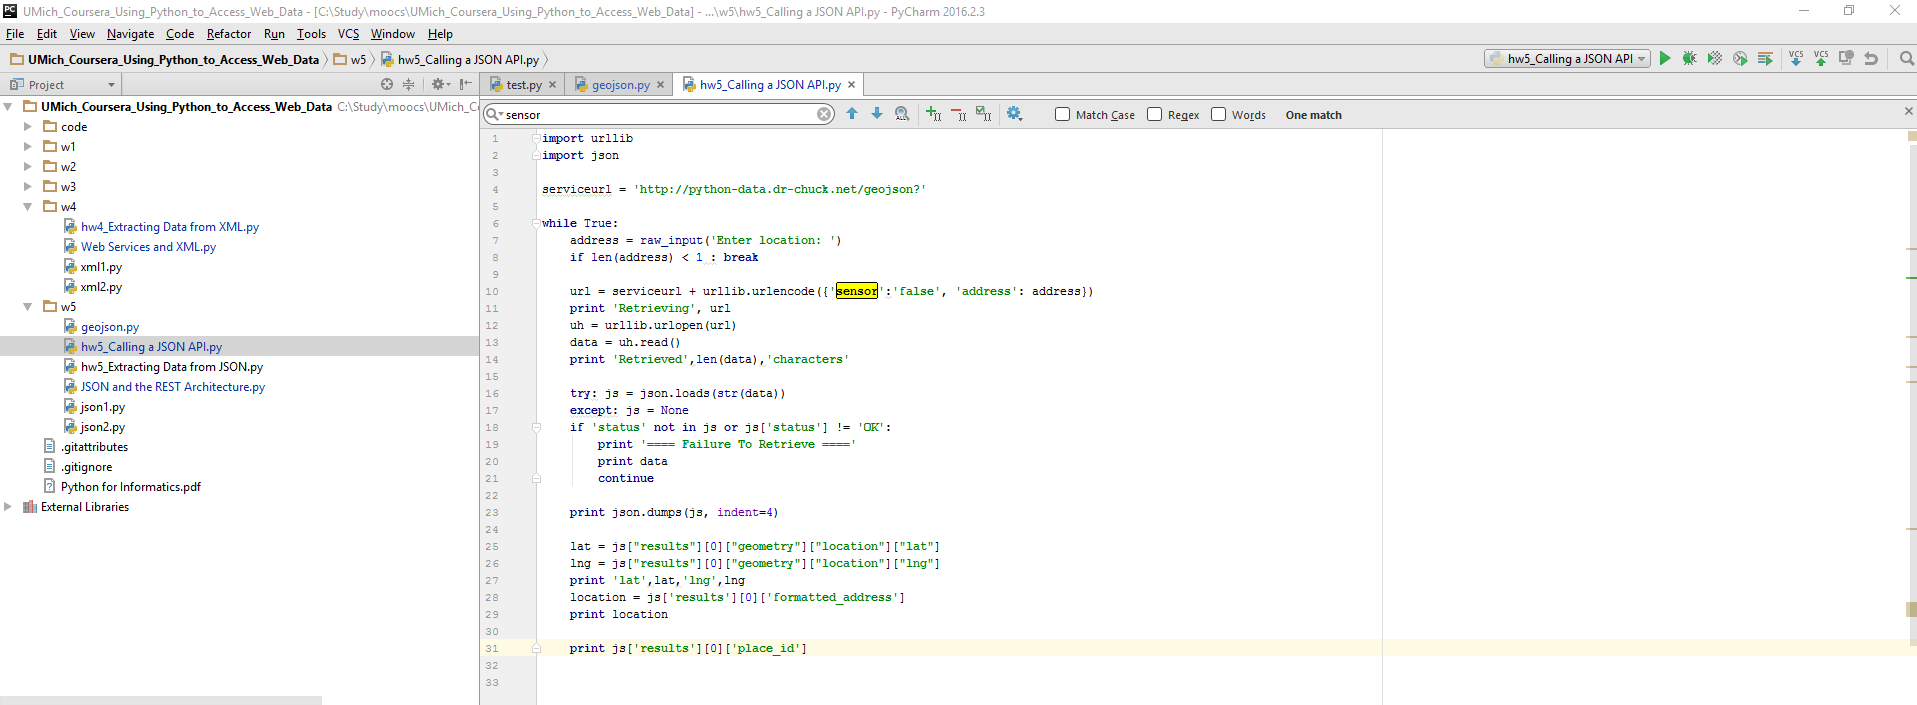 UMich_Coursera_Using_Python_to_Access_Web_Data - [C:\Study\moocs\UMich_Coursera_Using_Python_to_Access_Web_Data] - ...\w5\hw5_Calling a JSON API.py - PyCharm 2016.2.3
File Edit View Navigate Code Refactor Run Tools VCS Window Help
UMich_Coursera_Using_Python_to_Access_Web_Data w5 hw5_Calling a JSON API.py hw5_Calling a JSON API VCS VCS
Project
UMich_Coursera_Using_Python_to_Access_Web_Data C:\Study\moocs\UMich_C
code
w1
w2
w3
w4
hw4_Extracting Data from XML.py
Web Services and XML.py
xml1.py
xml2.py
w5
geojson.py
hw5_Calling a JSON API.py
hw5_Extracting Data from JSON.py
JSON and the REST Architecture.py
json1.py
json2.py
.gitattributes
.gitignore
Python for Informatics.pdf
External Libraries
test.py geojson.py hw5_Calling a JSON API.py
sensor Match Case Regex Words One match
1 import urllib
2 import json
3
4 serviceurl = 'http://python-data.dr-chuck.net/geojson?'
5
6 while True:
7 address = raw_input('Enter location: ')
8 if len(address) < 1 : break
9
10 url = serviceurl + urllib.urlencode({'sensor':'false', 'address': address})
11 print 'Retrieving', url
12 uh = urllib.urlopen(url)
13 data = uh.read()
14 print 'Retrieved',len(data),'characters'
15
16 try: js = json.loads(str(data))
17 except: js = None
18 if 'status' not in js or js['status'] != 'OK':
19 print '==== Failure To Retrieve ===='
20 print data
21 continue
22
23 print json.dumps(js, indent=4)
24
25 lat = js["results"][0]["geometry"]["location"]["lat"]
26 lng = js["results"][0]["geometry"]["location"]["lng"]
27 print 'lat',lat,'lng',lng
28 location = js['results'][0]['formatted_address']
29 print location
30
31 print js['results'][0]['place_id']
32
33